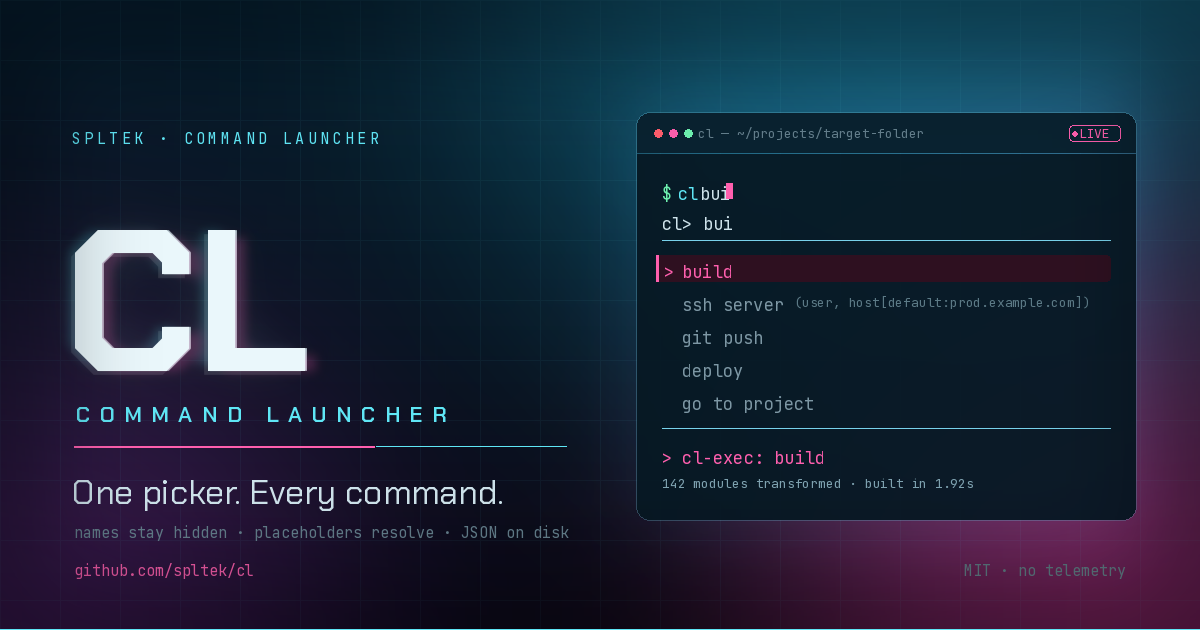 SPLTEK · COMMAND LAUNCHER
CL
COMMAND LAUNCHER
One picker. Every command.
names stay hidden · placeholders resolve · JSON on disk
github.com/spltek/cl
cl — ~/projects/target-folder
LIVE
$ cl bui
cl> bui
> build
ssh server (user, host[default:prod.example.com])
git push
deploy
go to project
> cl-exec: build
142 modules transformed · built in 1.92s
MIT · no telemetry